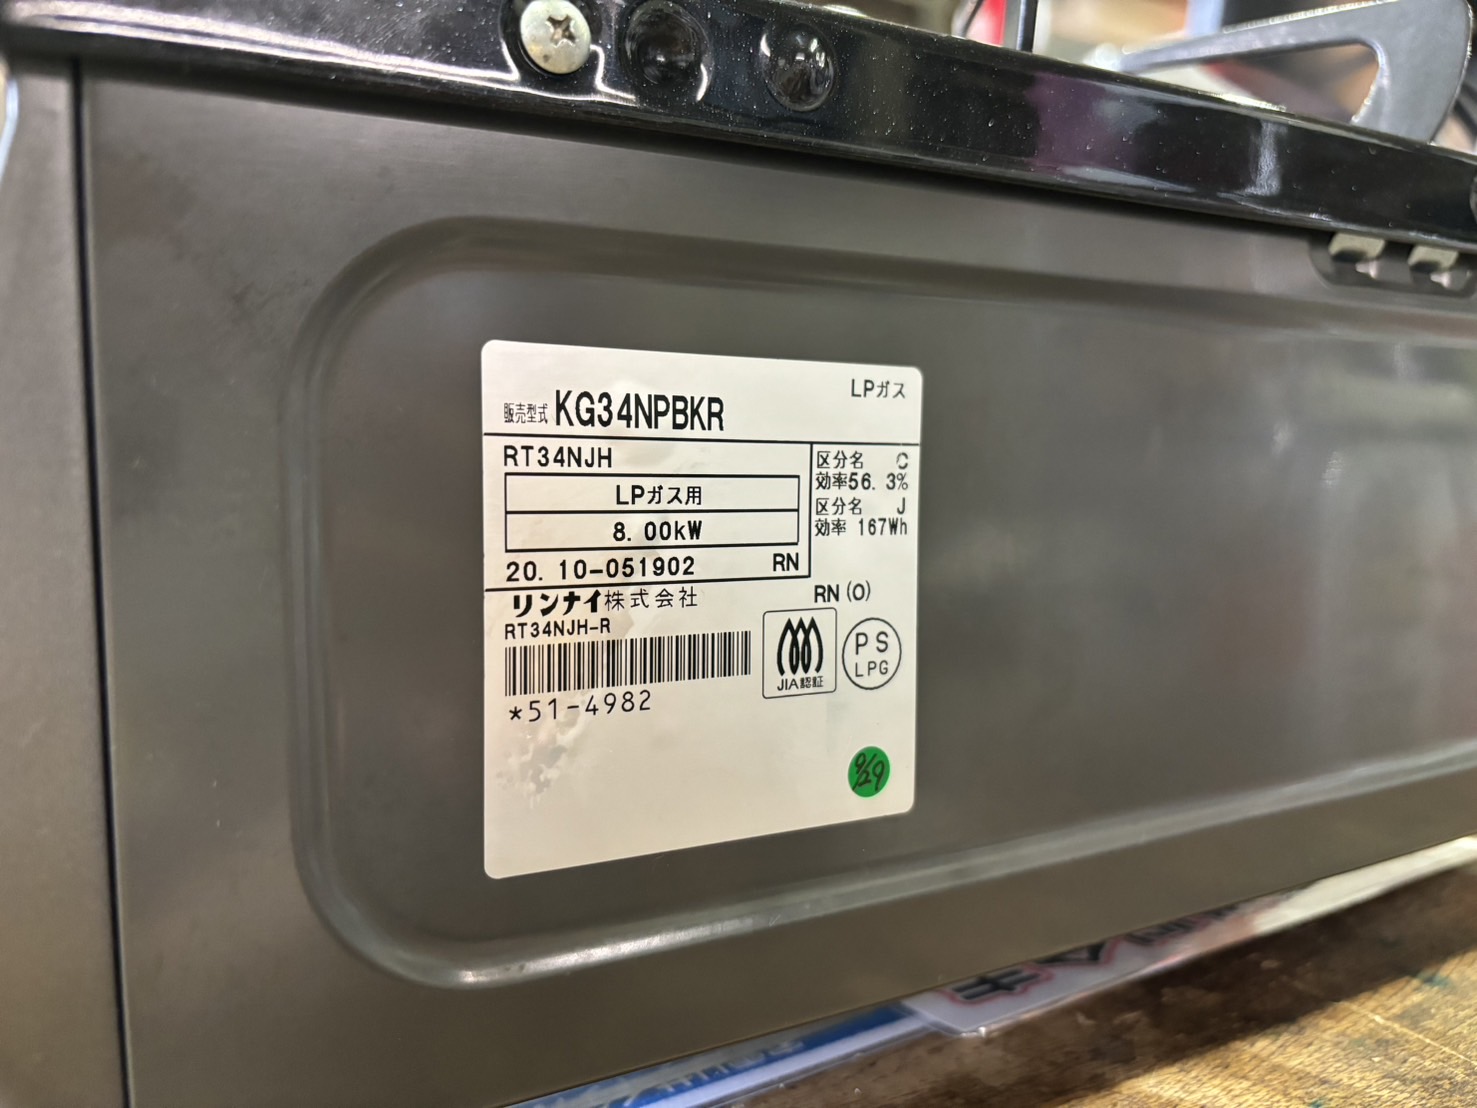 LPガス
販売型式 KG34NPBKR
RT34NJH
LPガス用
8.00kW
20.10-051902 RN
区分名 C
効率56.3%
区分名 J
効率 167Wh
リンナイ株式会社
RN(O)
RT34NJH-R
*51-4982
JIA認証
PS
LPG
9/29